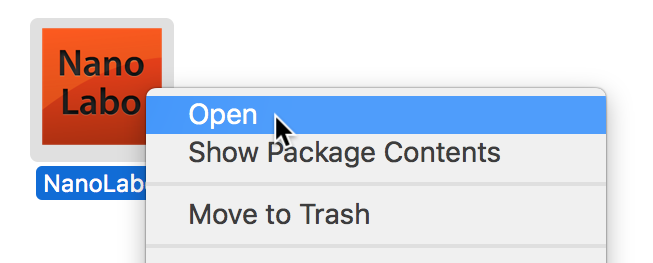 Nano
Labo
NanoLabo
Open
Show Package Contents
Move to Trash